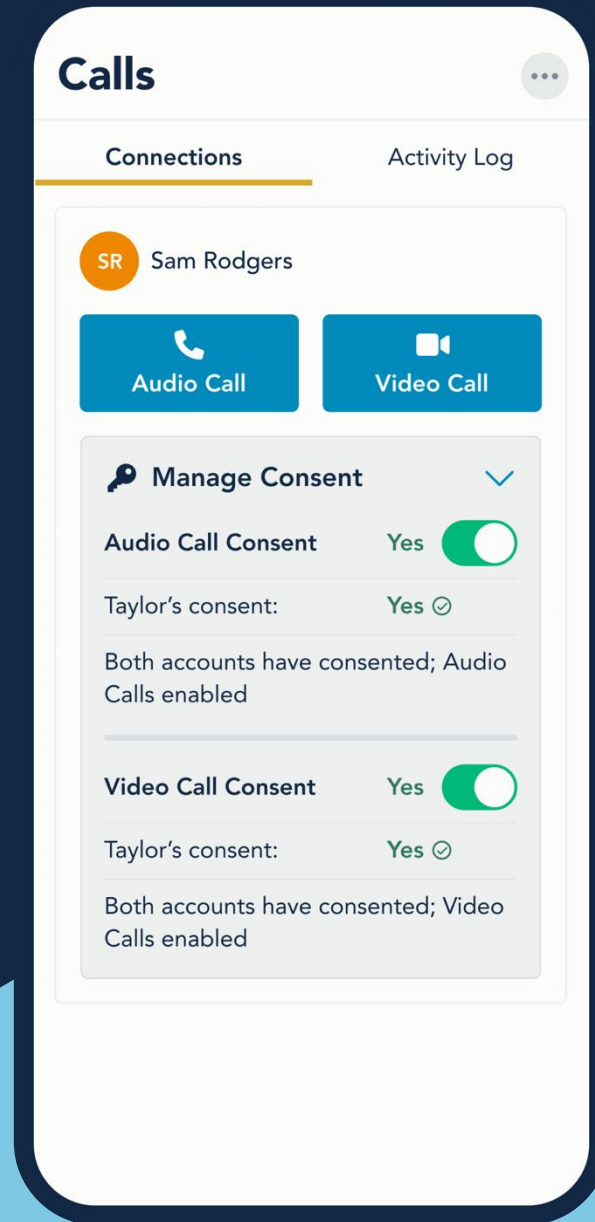 Calls
Connections
Activity Log
SR
Sam Rodgers
Audio Call
Video Call
Manage Consent
Audio Call Consent Yes
Taylor’s consent: Yes
Both accounts have consented; Audio
Calls enabled
Video Call Consent Yes
Taylor’s consent: Yes
Both accounts have consented; Video
Calls enabled